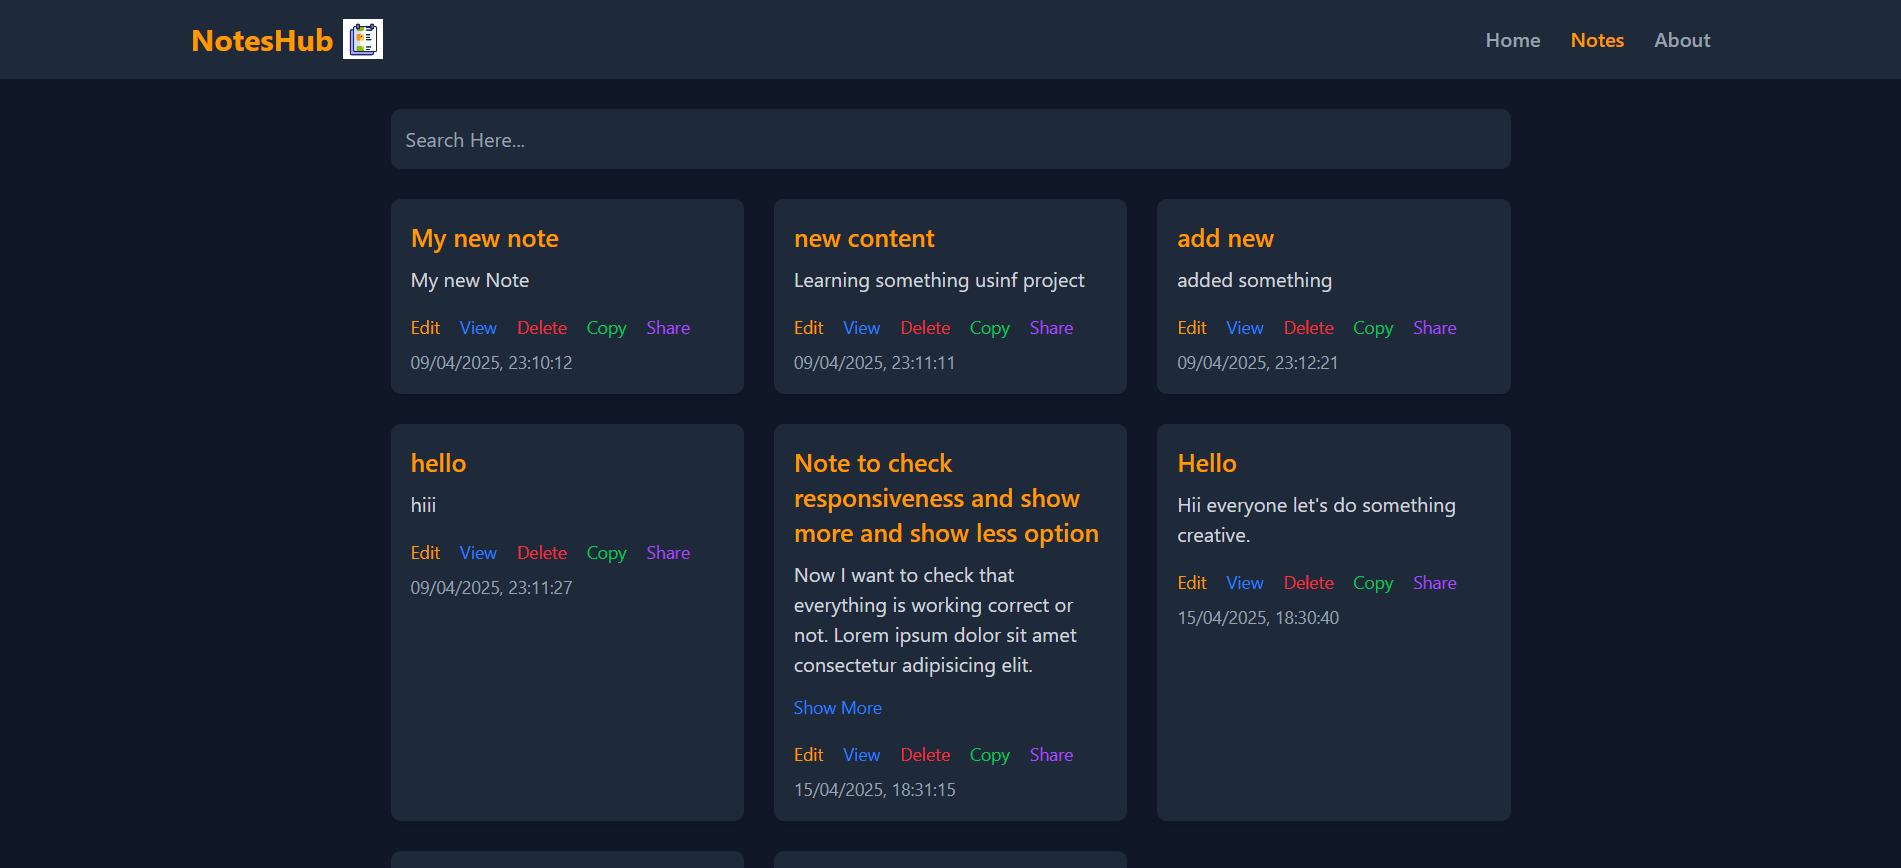 NotesHub
Home Notes About
Search Here...
My new note
My new Note
Edit View Delete Copy Share
09/04/2025, 23:10:12
new content
Learning something usinf project
Edit View Delete Copy Share
09/04/2025, 23:11:11
add new
added something
Edit View Delete Copy Share
09/04/2025, 23:12:21
hello
hiii
Edit View Delete Copy Share
09/04/2025, 23:11:27
Note to check
responsiveness and show
more and show less option
Now I want to check that
everything is working correct or
not. Lorem ipsum dolor sit amet
consectetur adipisicing elit.
Show More
Edit View Delete Copy Share
15/04/2025, 18:31:15
Hello
Hii everyone let's do something
creative.
Edit View Delete Copy Share
15/04/2025, 18:30:40